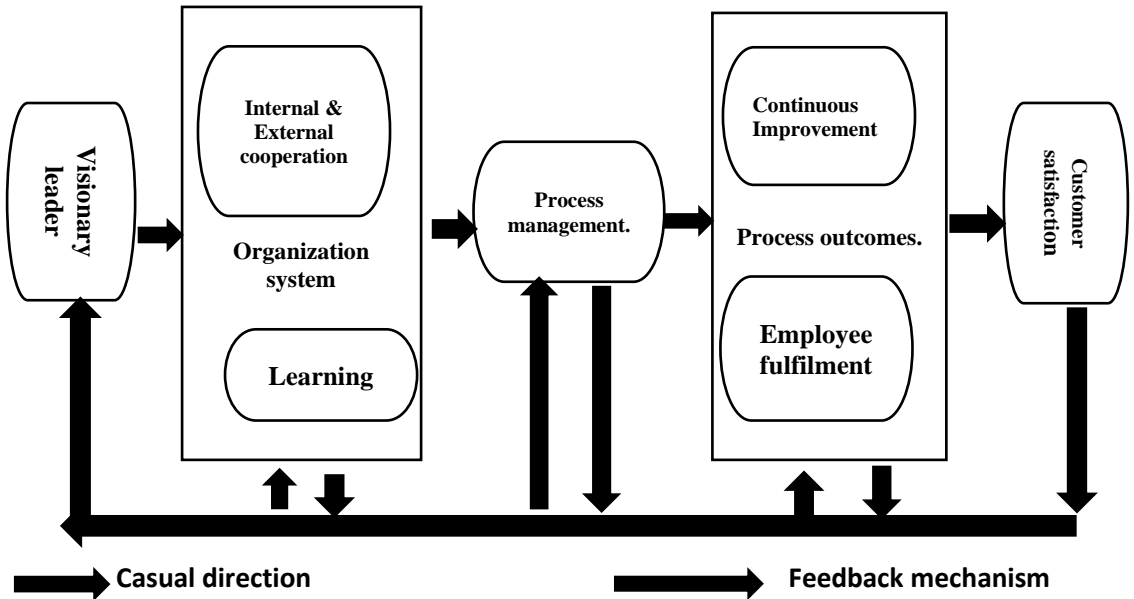 Visionary
leader
Internal &
External
cooperation
Organization
system
Learning
Process
management.
Continuous
Improvement
Process outcomes.
Employee
fulfilment
Customer
satisfaction
Casual direction
Feedback mechanism